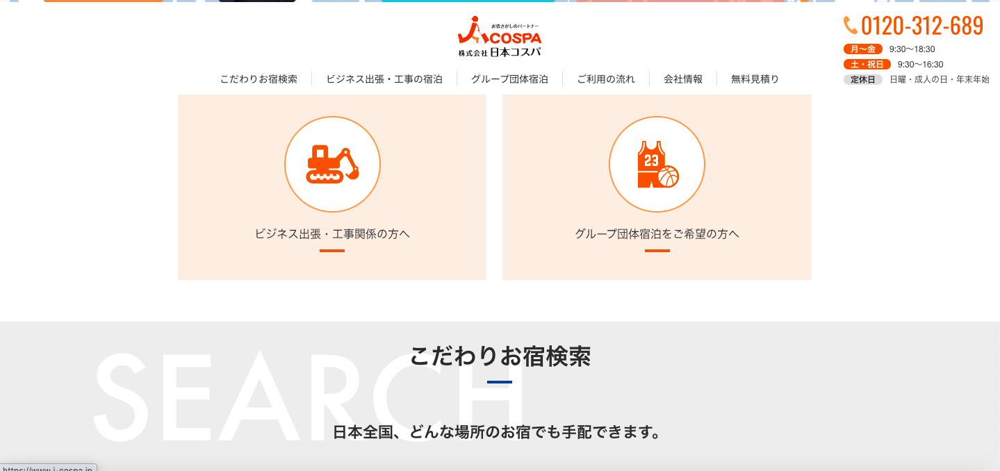 お宿さがしのパートナー
COSPA
株式会社 日本コスパ
0120-312-689
月〜金 9:30〜18:30
土・祝日 9:30〜16:30
定休日 日曜・成人の日・年末年始
こだわりお宿検索 ビジネス出張・工事の宿泊 グループ団体宿泊 ご利用の流れ 会社情報 無料見積り
23
ビジネス出張・工事関係の方へ
グループ団体宿泊をご希望の方へ
SEARCH
こだわりお宿検索
日本全国、どんな場所のお宿でも手配できます。
https://www.j-cospa.jp